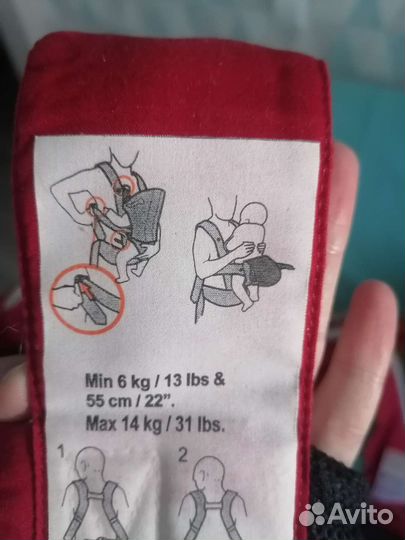 Min 6 kg / 13 lbs &
55 cm / 22”.
Max 14 kg / 31 lbs.
1 2
Avito